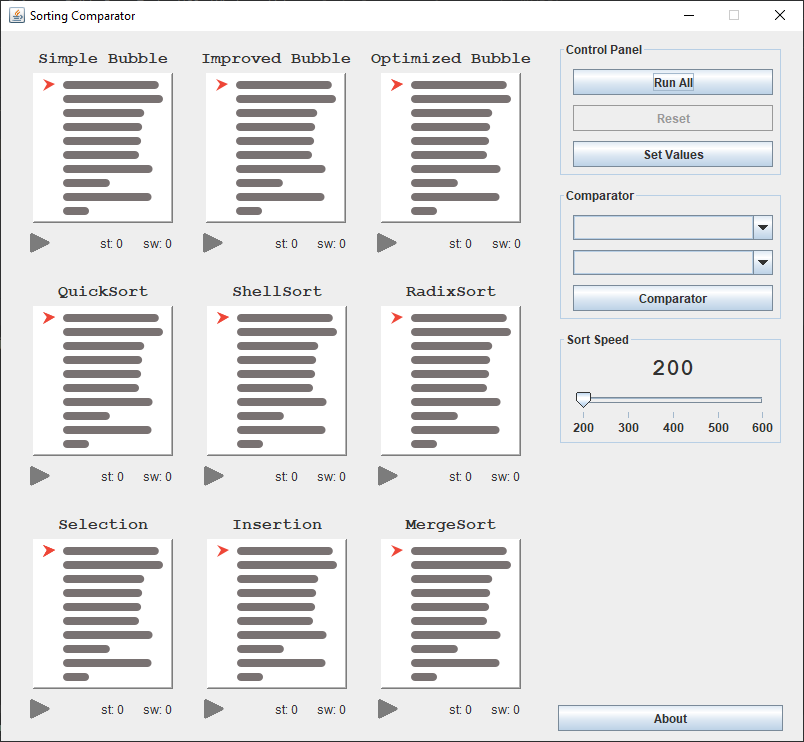 Sorting Comparator
Simple Bubble
Improved Bubble
Optimized Bubble
st: 0 sw: 0
st: 0 sw: 0
st: 0 sw: 0
QuickSort
ShellSort
RadixSort
st: 0 sw: 0
st: 0 sw: 0
st: 0 sw: 0
Selection
Insertion
MergeSort
st: 0 sw: 0
st: 0 sw: 0
st: 0 sw: 0
Control Panel
Run All
Reset
Set Values
Comparator
Comparator
Sort Speed
200
200 300 400 500 600
About